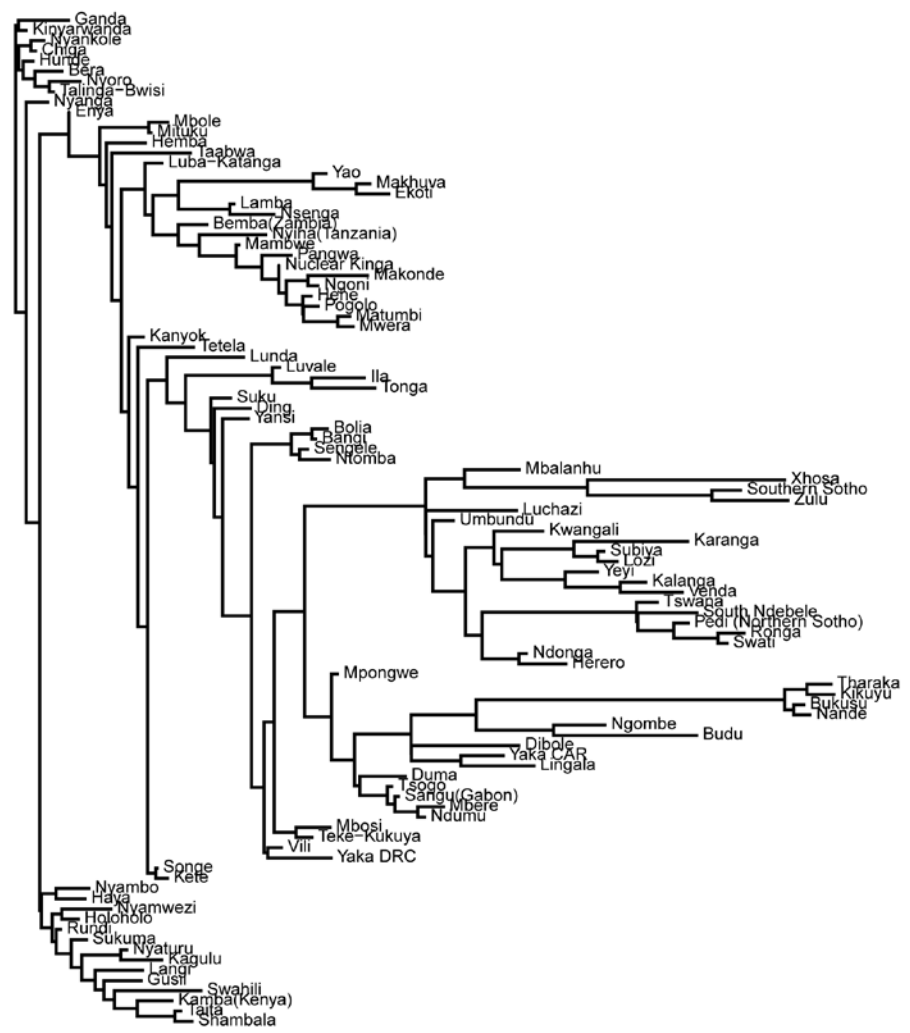 Ganda
Kinyarwanda
Nyankole
Chiga
Hunde
Bera
Nyoro
Talinga-Bwisi
Nyanga
Enya
Mbole
Mituku
Hemba
Taabwa
Luba-Katanga
Yao
Makhuva
Ekoti
Lamba
Nsenga
Bemba(Zambia)
Nyiha(Tanzania)
Mambwe
Pangwa
Nuclear Kinga
Makonde
Ngoni
Hehe
Pogolo
Matumbi
Mwera
Kanyok
Tetela
Lunda
Luvale
Ila
Tonga
Suku
Ding
Yansi
Bolia
Bangi
Sengele
Ntomba
Mbalanhu
Xhosa
Southern Sotho
Zulu
Luchazi
Umbundu
Kwangali
Karanga
Subiya
Lozi
Yeyi
Kalanga
Venda
Tswana
South Ndebele
Pedi (Northern Sotho)
Ronga
Swati
Ndonga
Herero
Mpongwe
Tharaka
Kikuyu
Bukusu
Nande
Ngombe
Budu
Dibole
Yaka CAR
Lingala
Duma
Tsogo
Sangu(Gabon)
Mbere
Ndumu
Mbosi
Teke-Kukuya
Vili
Yaka DRC
Songe
Kete
Nyambo
Haya
Nyamwezi
Holoholo
Rundi
Sukuma
Nyaturu
Kagulu
Langi
Gusii
Swahili
Kamba(Kenya)
Taita
Shambala